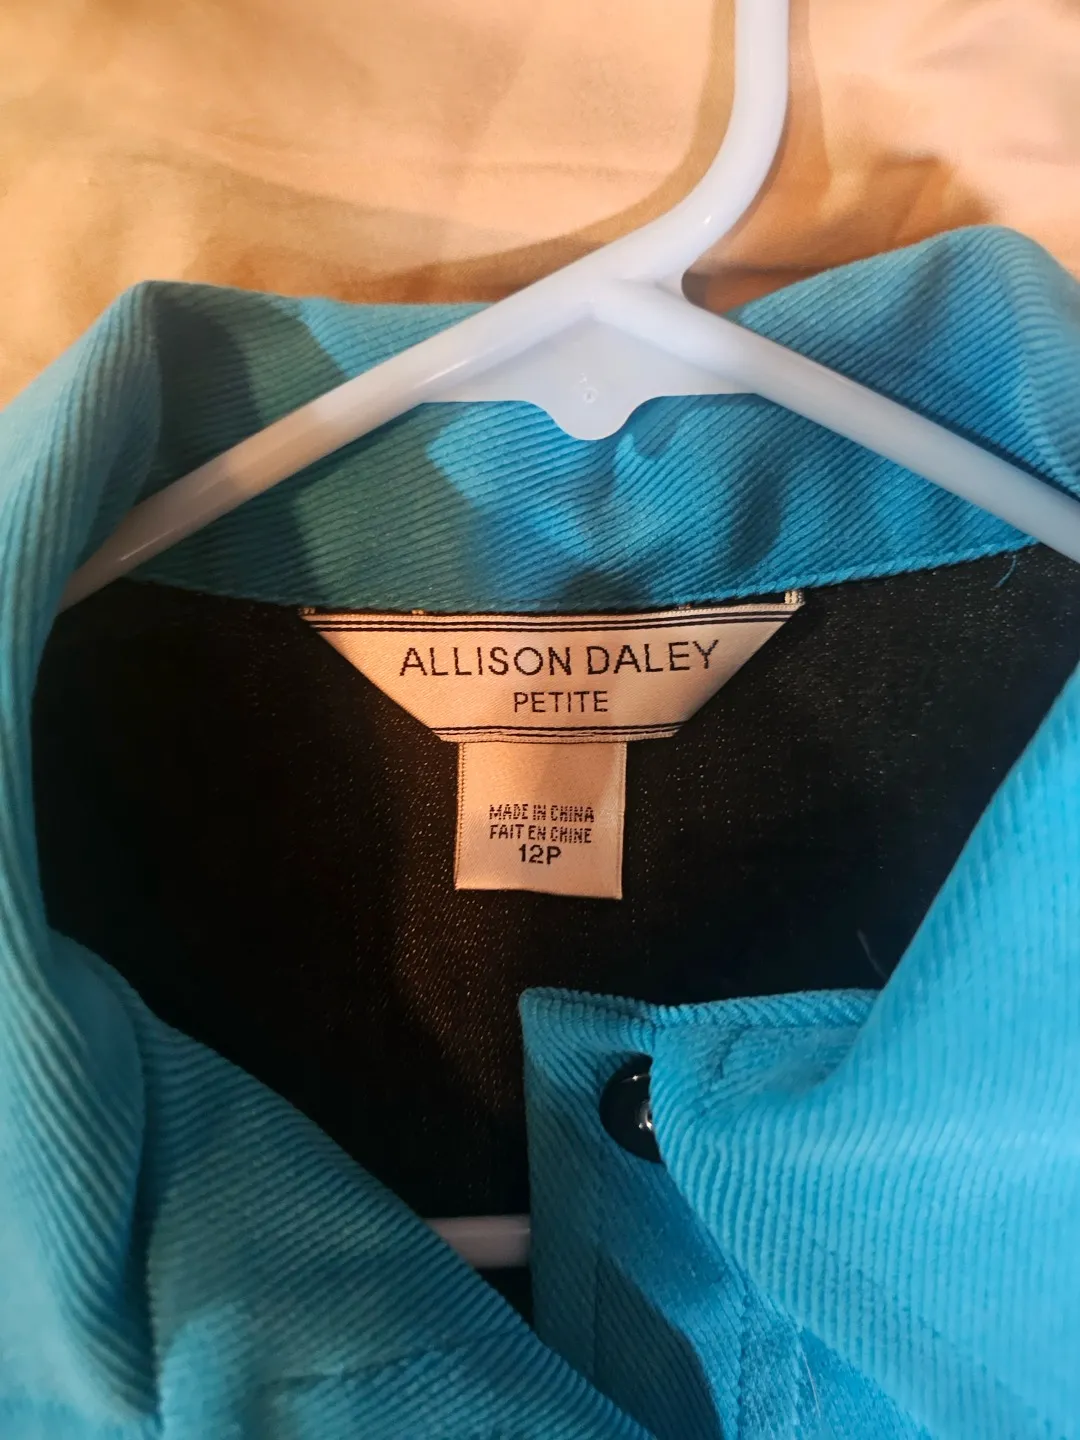 ALLISON DALEY
PETITE
MADE IN CHINA
FAIT EN CHINE
12P